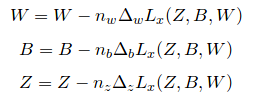 W = W − n_w Δ_w L_x(Z, B, W)
B = B − n_b Δ_b L_x(Z, B, W)
Z = Z − n_z Δ_z L_x(Z, B, W)